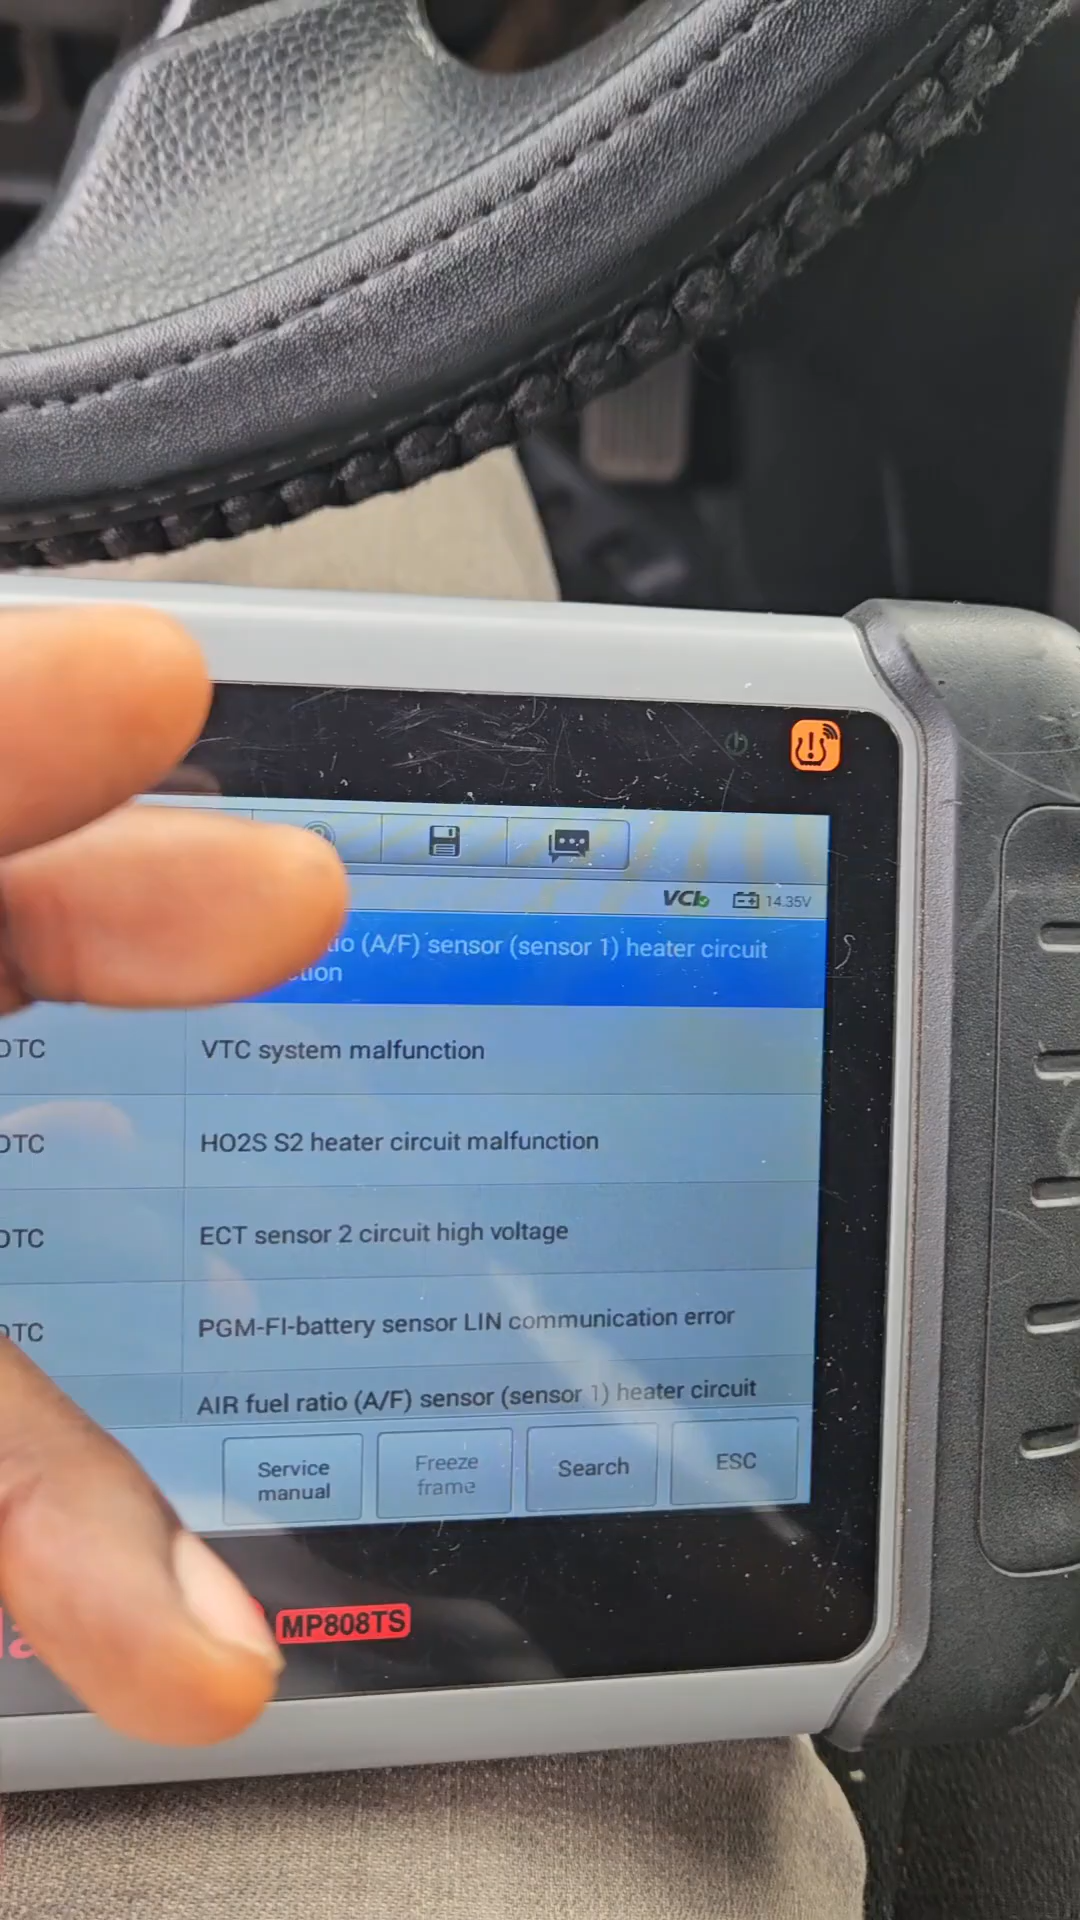 VCI 14.35V
(A/F) sensor (sensor 1) heater circuit
DTC VTC system malfunction
DTC HO2S S2 heater circuit malfunction
DTC ECT sensor 2 circuit high voltage
DTC PGM-FI-battery sensor LIN communication error
AIR fuel ratio (A/F) sensor (sensor 1) heater circuit
Service manual
Freeze frame
Search
ESC
MP808TS